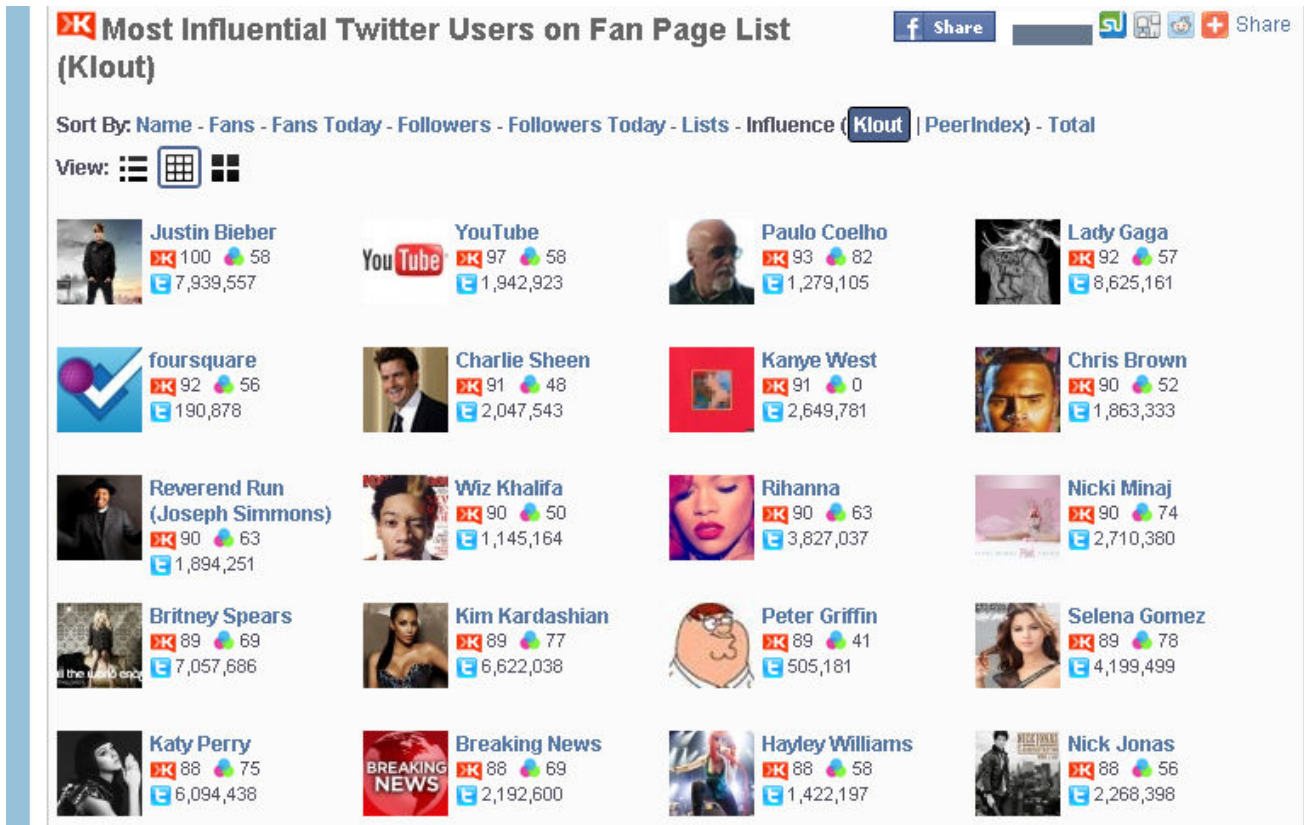 Most Influential Twitter Users on Fan Page List
(Klout)
f Share
Share
Sort By: Name - Fans - Fans Today - Followers - Followers Today - Lists - Influence (Klout | PeerIndex) - Total
View:
Justin Bieber
100 58
7,939,557
You Tube
YouTube
97 58
1,942,923
Paulo Coelho
93 82
1,279,105
Lady Gaga
92 57
8,625,161
foursquare
92 56
190,878
Charlie Sheen
91 48
2,047,543
Kanye West
91 0
2,649,781
Chris Brown
90 52
1,863,333
Reverend Run
(Joseph Simmons)
90 63
1,894,251
Wiz Khalifa
90 50
1,145,164
Rihanna
90 63
3,827,037
Nicki Minaj
90 74
2,710,380
Britney Spears
89 69
7,057,686
Kim Kardashian
89 77
6,622,038
Peter Griffin
89 41
505,181
Selena Gomez
89 78
4,199,499
Katy Perry
88 75
6,094,438
BREAKING
NEWS
Breaking News
88 69
2,192,600
Hayley Williams
88 58
1,422,197
NICK JONAS
Nick Jonas
88 56
2,268,398